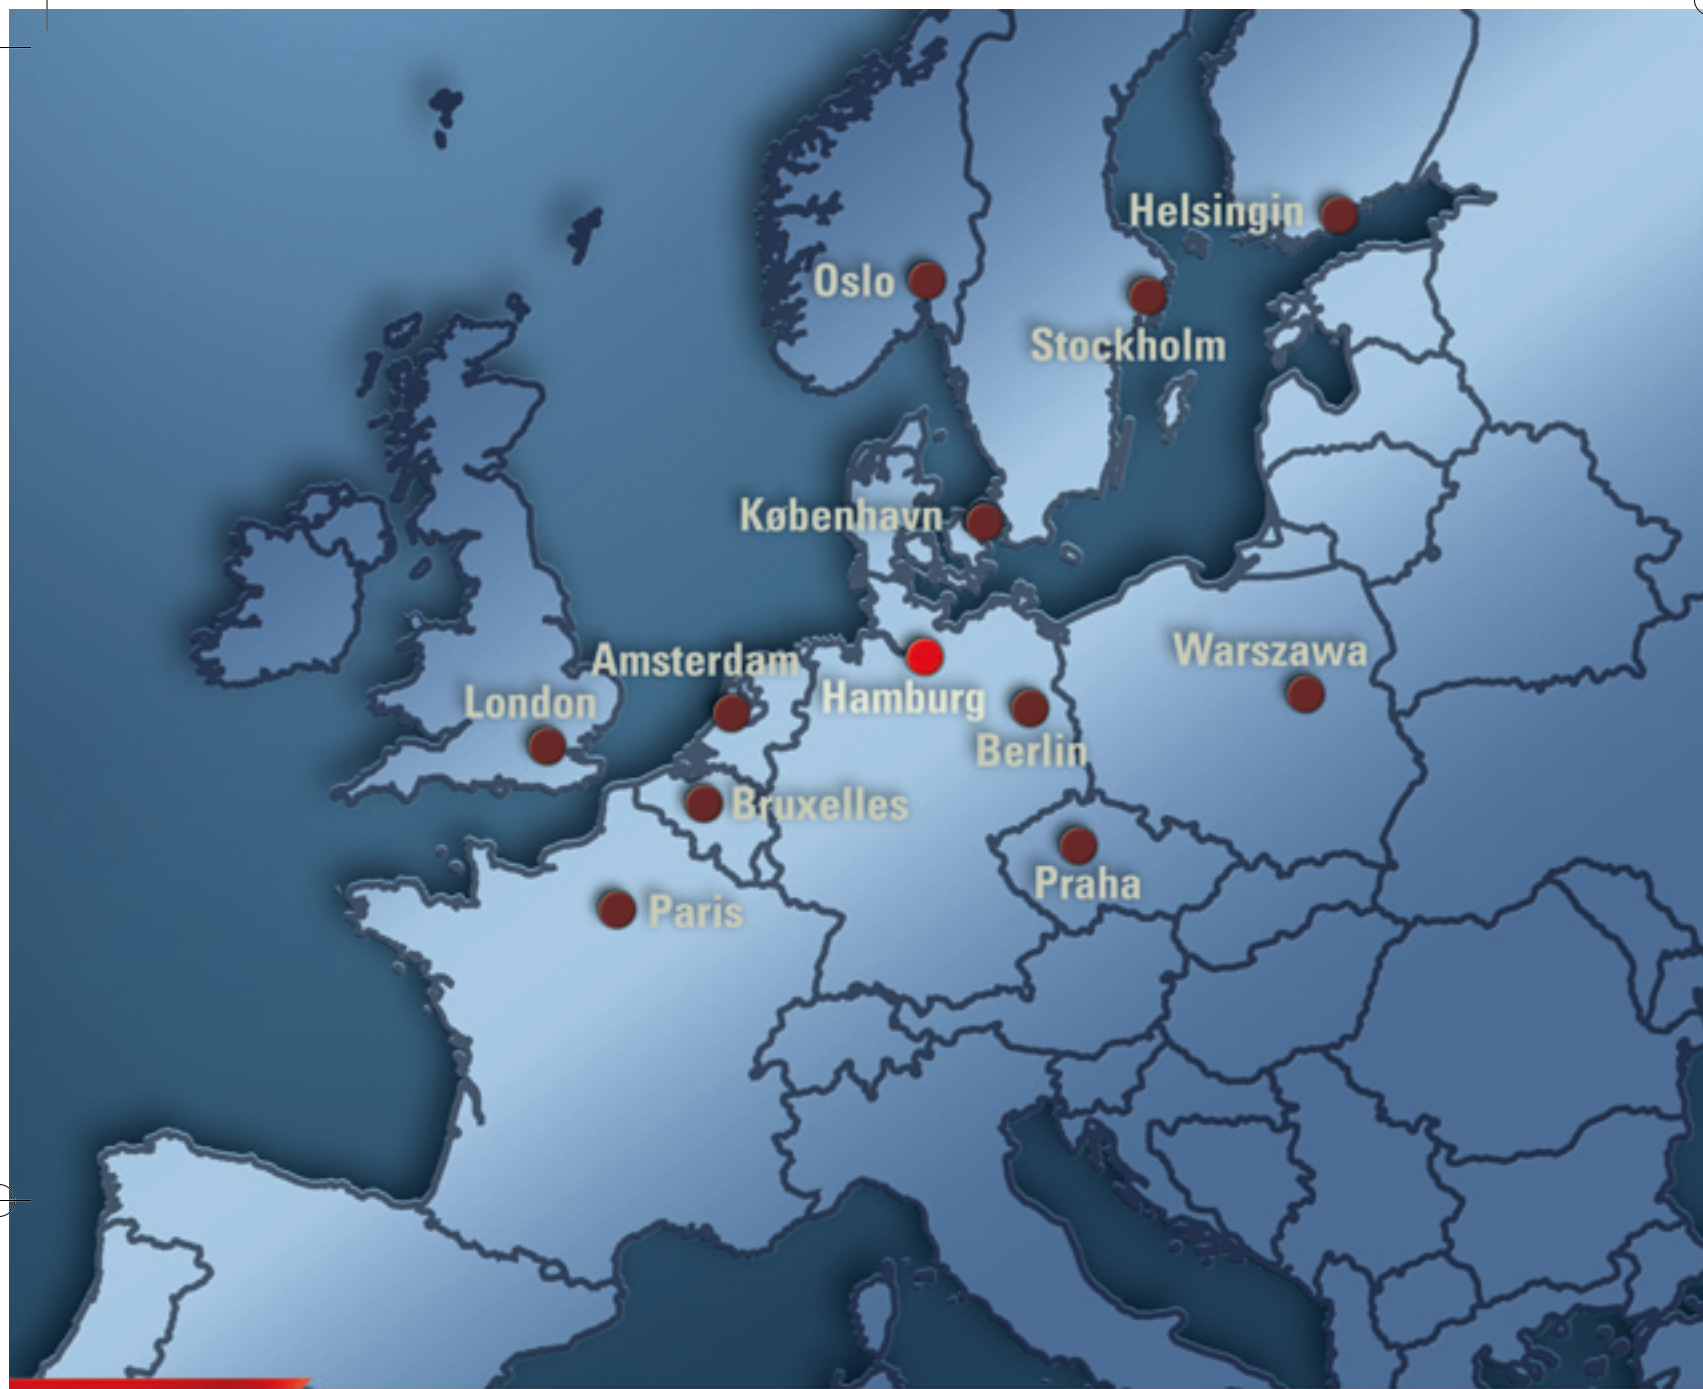 Helsingin
Oslo
Stockholm
København
Warszawa
Amsterdam
Hamburg
London
Berlin
Bruxelles
Praha
Paris